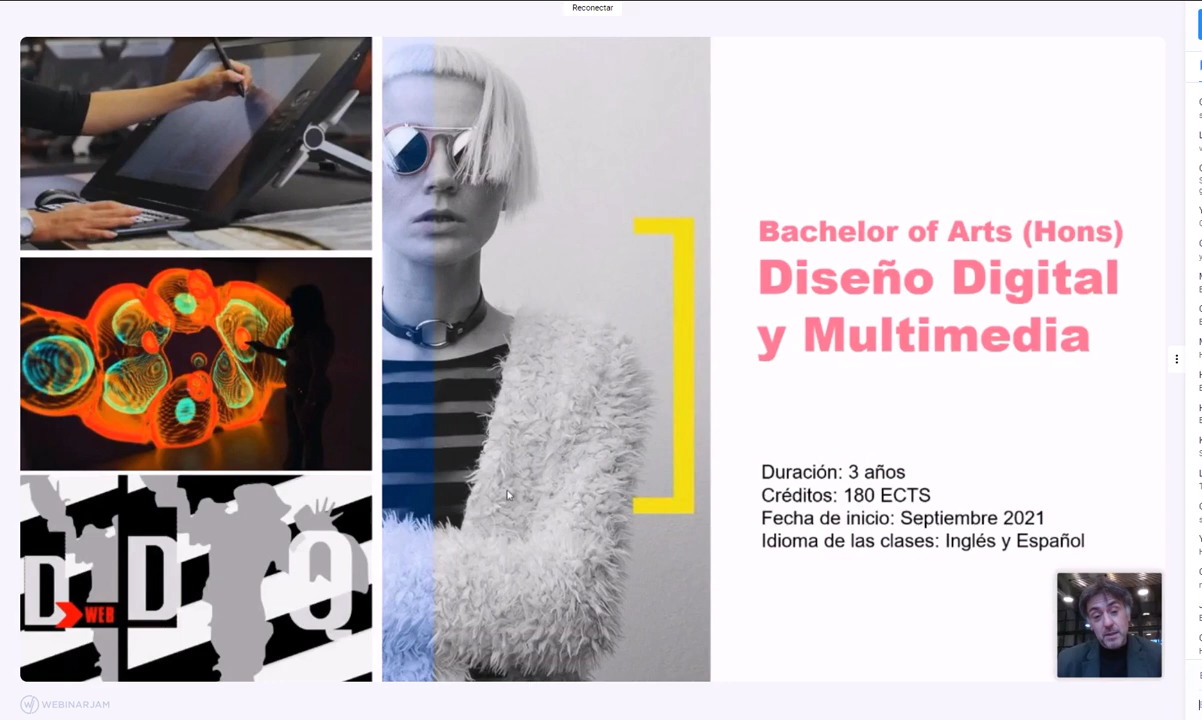 Reconectar
Bachelor of Arts (Hons)
Diseño Digital
y Multimedia
Duración: 3 años
Créditos: 180 ECTS
Fecha de inicio: Septiembre 2021
Idioma de las clases: Inglés y Español
D WEB D Q
WEBINARJAM